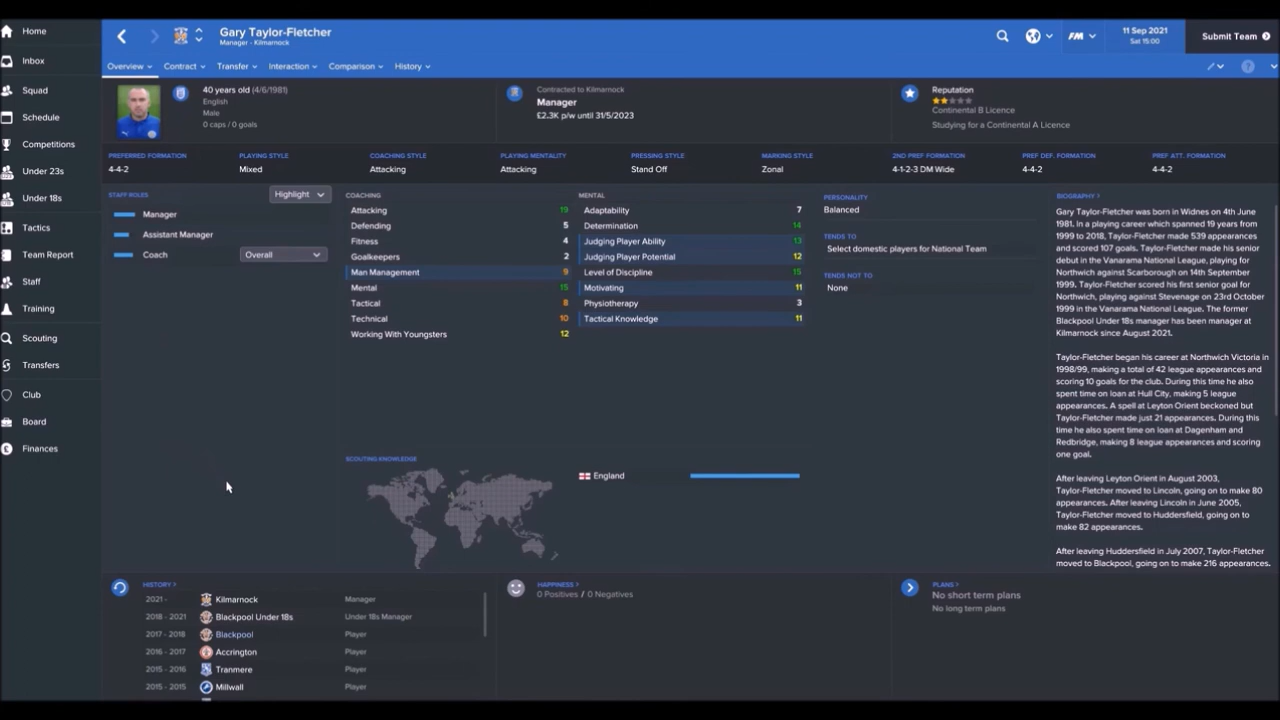 Home
Inbox
Squad
Schedule
Competitions
Under 23s
Under 18s
Tactics
Team Report
Staff
Training
Scouting
Transfers
Club
Board
Finances
Gary Taylor-Fletcher
Manager - Kilmarnock
FM
11 Sep 2021
Sat 15:00
Submit Team
Overview
Contract
Transfer
Interaction
Comparison
History
40 years old (4/6/1981)
English
Male
0 caps / 0 goals
Contracted to Kilmarnock
Manager
£2.3K p/w until 31/5/2023
Reputation
Continental B Licence
Studying for a Continental A Licence
PREFERRED FORMATION
4-4-2
PLAYING STYLE
Mixed
COACHING STYLE
Attacking
PLAYING MENTALITY
Attacking
PRESSING STYLE
Stand Off
MARKING STYLE
Zonal
2ND PREF FORMATION
4-1-2-3 DM Wide
PREF DEF. FORMATION
4-4-2
PREF ATT. FORMATION
4-4-2
STAFF ROLES
Highlight
Manager
Assistant Manager
Coach
Overall
COACHING
Attacking 19
Defending 5
Fitness 4
Goalkeepers 2
Man Management 9
Mental 15
Tactical 8
Technical 10
Working With Youngsters 12
MENTAL
Adaptability 7
Determination 14
Judging Player Ability 13
Judging Player Potential 12
Level of Discipline 15
Motivating 11
Physiotherapy 3
Tactical Knowledge 11
PERSONALITY
Balanced
TENDS TO
Select domestic players for National Team
TENDS NOT TO
None
BIOGRAPHY >
Gary Taylor-Fletcher was born in Widnes on 4th June
1981. In a playing career which spanned 19 years from
1999 to 2018, Taylor-Fletcher made 539 appearances
and scored 107 goals. Taylor-Fletcher made his senior
debut in the Vanarama National League, playing for
Northwich against Scarborough on 14th September
1999. Taylor-Fletcher scored his first senior goal for
Northwich, playing against Stevenage on 23rd October
1999 in the Vanarama National League. The former
Blackpool Under 18s manager has been manager at
Kilmarnock since August 2021.
Taylor-Fletcher began his career at Northwich Victoria in
1998/99, making a total of 42 league appearances and
scoring 10 goals for the club. During this time he also
spent time on loan at Hull City, making 5 league
appearances. A spell at Leyton Orient beckoned but
Taylor-Fletcher made just 21 appearances. During this
time he also spent time on loan at Dagenham and
Redbridge, making 8 league appearances and scoring
one goal.
After leaving Leyton Orient in August 2003,
Taylor-Fletcher moved to Lincoln, going on to make 80
appearances. After leaving Lincoln in June 2005,
Taylor-Fletcher moved to Huddersfield, going on to
make 82 appearances.
After leaving Huddersfield in July 2007, Taylor-Fletcher
moved to Blackpool, going on to make 216 appearances.
SCOUTING KNOWLEDGE
England
HISTORY >
2021 - Kilmarnock Manager
2018 - 2021 Blackpool Under 18s Under 18s Manager
2017 - 2018 Blackpool Player
2016 - 2017 Accrington Player
2015 - 2016 Tranmere Player
2015 - 2015 Millwall Player
HAPPINESS >
0 Positives / 0 Negatives
PLANS >
No short term plans
No long term plans